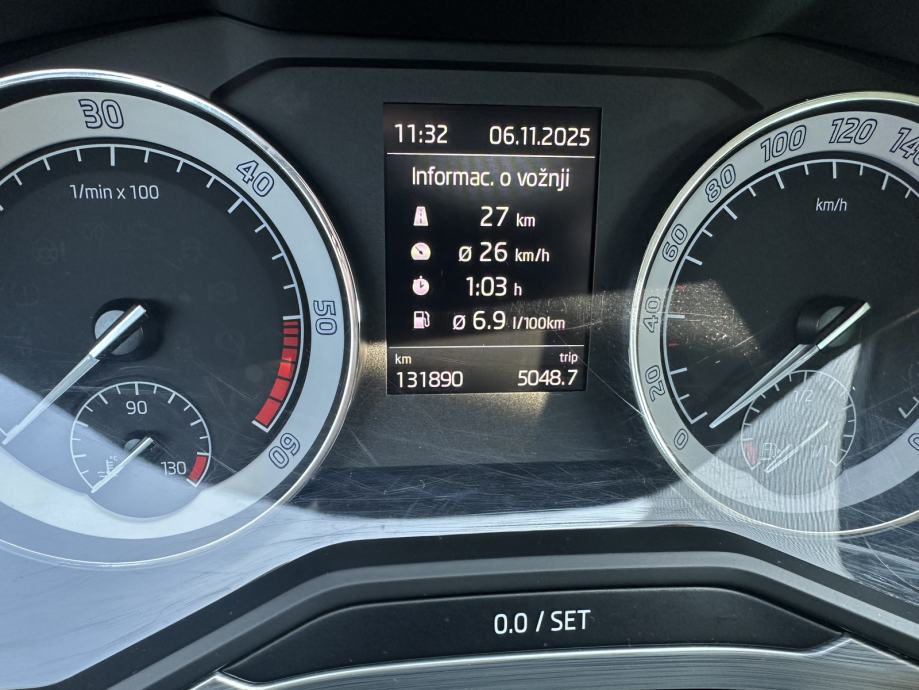 30
40
50
60
1/min x 100
90
130
11:32 06.11.2025
Informac. o vožnji
27 km
ø 26 km/h
1:03 h
ø 6.9 l/100km
km trip
131890 5048.7
0
20
40
60
80
100
120
km/h
1/2
0.0 / SET